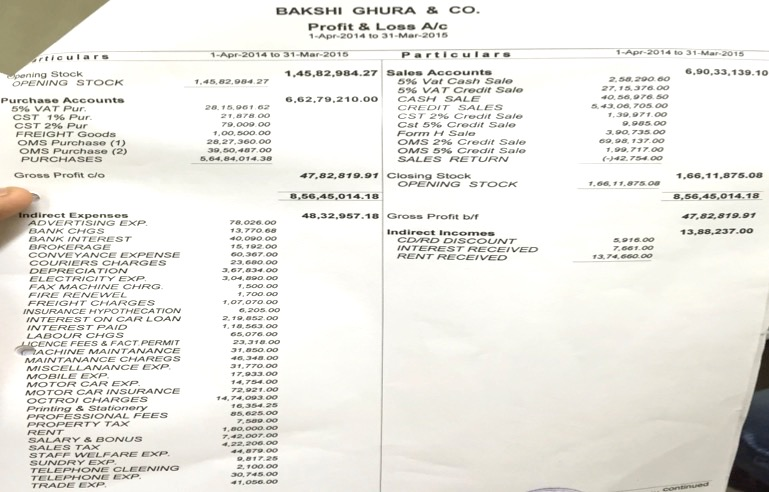 BAKSHI GHURA & CO.
Profit & Loss A/c
1-Apr-2014 to 31-Mar-2015
rticulars 1-Apr-2014 to 31-Mar-2015 Particulars 1-Apr-2014 to 31-Mar-2015
pening Stock 1,45,82,984.27 Sales Accounts 6,90,33,139.10
OPENING STOCK 1,45,82,984.27 5% Vat Cash Sale 2,58,290.60
Purchase Accounts 6,62,79,210.00 5% VAT Credit Sale 27,15,376.00
5% VAT Pur. 28,15,961.62 CASH SALE 40,56,976.50
CST 1% Pur. 21,878.00 CREDIT SALES 5,43,06,705.00
CST 2% Pur 79,009.00 CST 2% Credit Sale 1,39,971.00
FREIGHT Goods 1,00,500.00 Cst 5% Credit Sale 9,985.00
OMS Purchase (1) 28,27,360.00 Form H Sale 3,90,735.00
OMS Purchase (2) 39,50,487.00 OMS 2% Credit Sale 69,98,137.00
PURCHASES 5,64,84,014.38 OMS 5% Credit Sale 1,99,717.00
SALES RETURN (-)42,754.00
Gross Profit c/o 47,82,819.91 Closing Stock 1,66,11,875.08
OPENING STOCK 1,66,11,875.08
8,56,45,014.18 8,56,45,014.18
Indirect Expenses 48,32,957.18 Gross Profit b/f 47,82,819.91
ADVERTISING EXP. 78,026.00 Indirect Incomes 13,88,237.00
BANK CHGS 13,770.68 CD/RD DISCOUNT 5,916.00
BANK INTEREST 40,090.00 INTEREST RECEIVED 7,661.00
BROKERAGE 15,192.00 RENT RECEIVED 13,74,660.00
CONVEYANCE EXPENSE 60,367.00
COURIERS CHARGES 23,680.00
DEPRECIATION 3,67,834.00
ELECTRICITY EXP. 3,04,890.00
FAX MACHINE CHRG. 1,500.00
FIRE RENEWEL 1,700.00
FREIGHT CHARGES 1,07,070.00
INSURANCE HYPOTHECATION 6,205.00
INTEREST ON CAR LOAN 2,19,852.00
INTEREST PAID 1,18,563.00
LABOUR CHGS 65,076.00
LICENCE FEES & FACT.PERMIT 23,318.00
MACHINE MAINTANANCE 31,850.00
MAINTANANCE CHAREGS 46,348.00
MISCELLANANCE EXP. 31,770.00
MOBILE EXP. 17,933.00
MOTOR CAR EXP. 14,754.00
MOTOR CAR INSURANCE 72,921.00
OCTROI CHARGES 14,74,093.00
Printing & Stationery 16,354.25
PROFESSIONAL FEES 85,625.00
PROPERTY TAX 7,589.00
RENT 1,80,000.00
SALARY & BONUS 7,42,007.00
SALES TAX 4,22,206.00
STAFF WELFARE EXP. 44,879.00
SUNDRY EXP. 9,817.25
TELEPHONE CLEENING 2,100.00
TELEPHONE EXP. 30,745.00
TRADE EXP. 41,056.00
continued